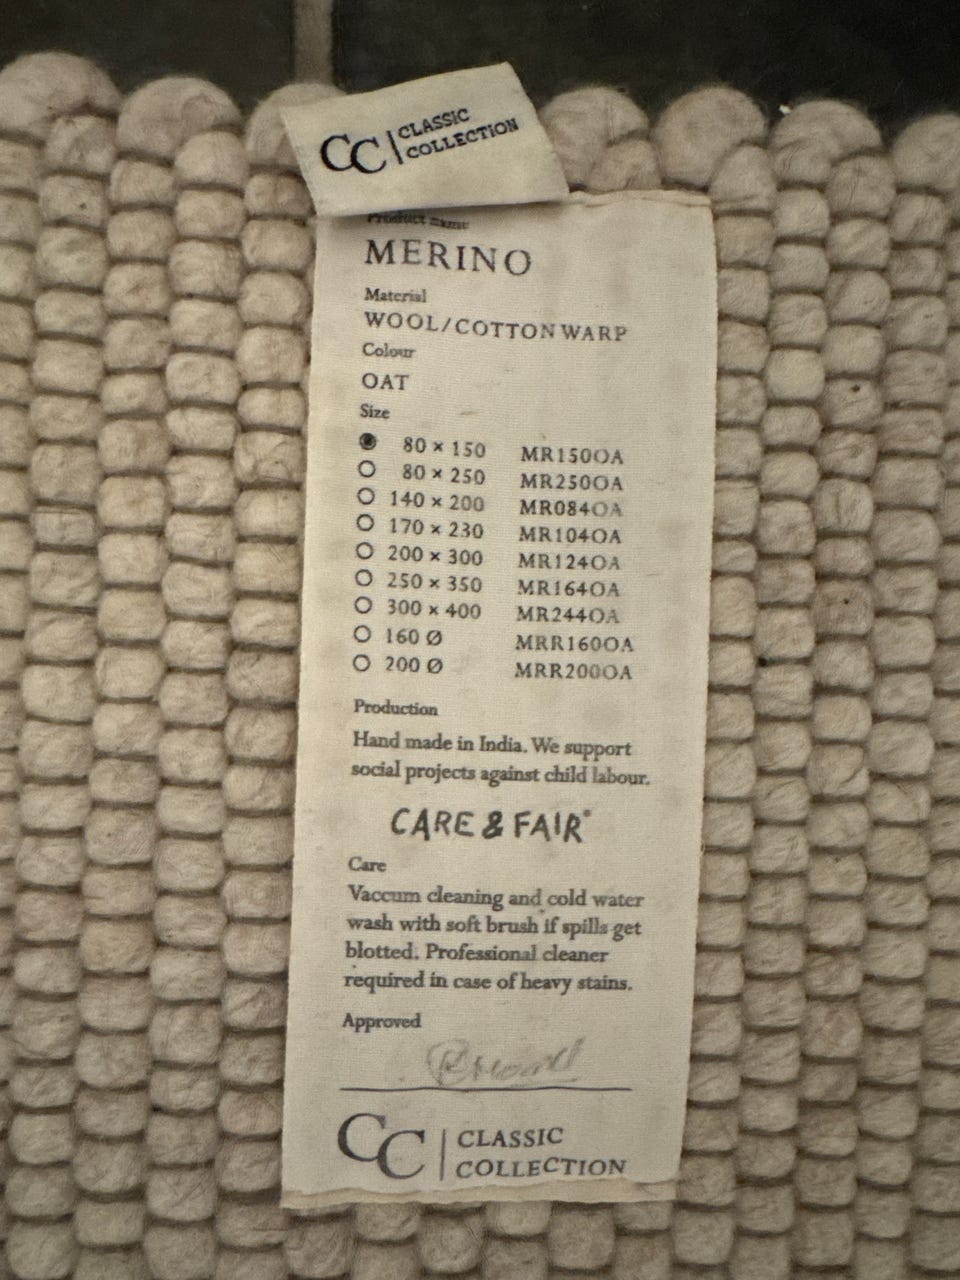 CC | CLASSIC
COLLECTION
Product name
MERINO
Material
WOOL/COTTON WARP
Colour
OAT
Size
80 × 150 MR150OA
80 × 250 MR250OA
140 × 200 MR084OA
170 × 230 MR104OA
200 × 300 MR124OA
250 × 350 MR164OA
300 × 400 MR244OA
160 Ø MRR160OA
200 Ø MRR200OA
Production
Hand made in India. We support
social projects against child labour.
CARE & FAIR®
Care
Vaccum cleaning and cold water
wash with soft brush if spills get
blotted. Professional cleaner
required in case of heavy stains.
Approved
CC | CLASSIC
COLLECTION